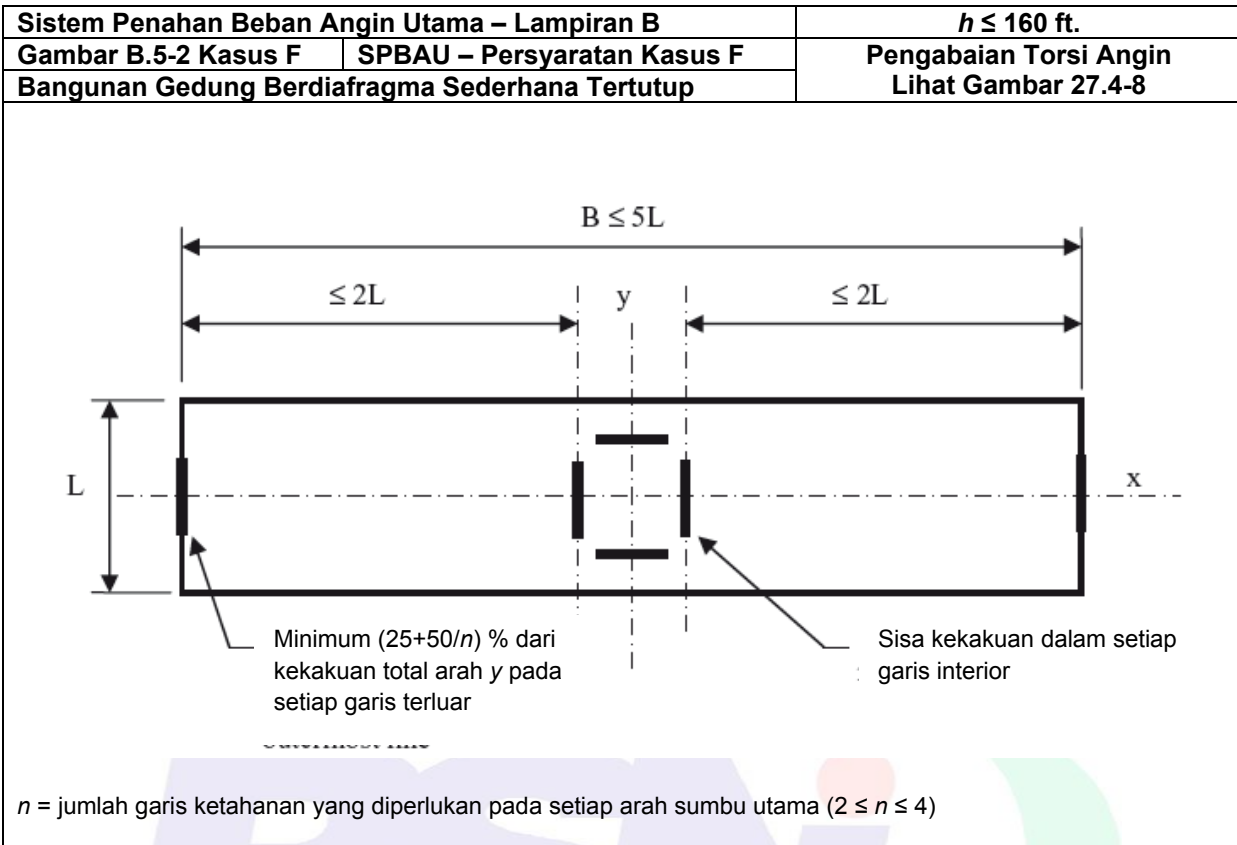 Sistem Penahan Beban Angin Utama – Lampiran B
h ≤ 160 ft.
Gambar B.5-2 Kasus F
SPBAU – Persyaratan Kasus F
Pengabaian Torsi Angin
Lihat Gambar 27.4-8
Bangunan Gedung Berdiafragma Sederhana Tertutup
B ≤ 5L
≤ 2L
y
≤ 2L
L
x
Minimum (25+50/n) % dari
kekakuan total arah y pada
setiap garis terluar
Sisa kekakuan dalam setiap
garis interior
n = jumlah garis ketahanan yang diperlukan pada setiap arah sumbu utama (2 ≤ n ≤ 4)